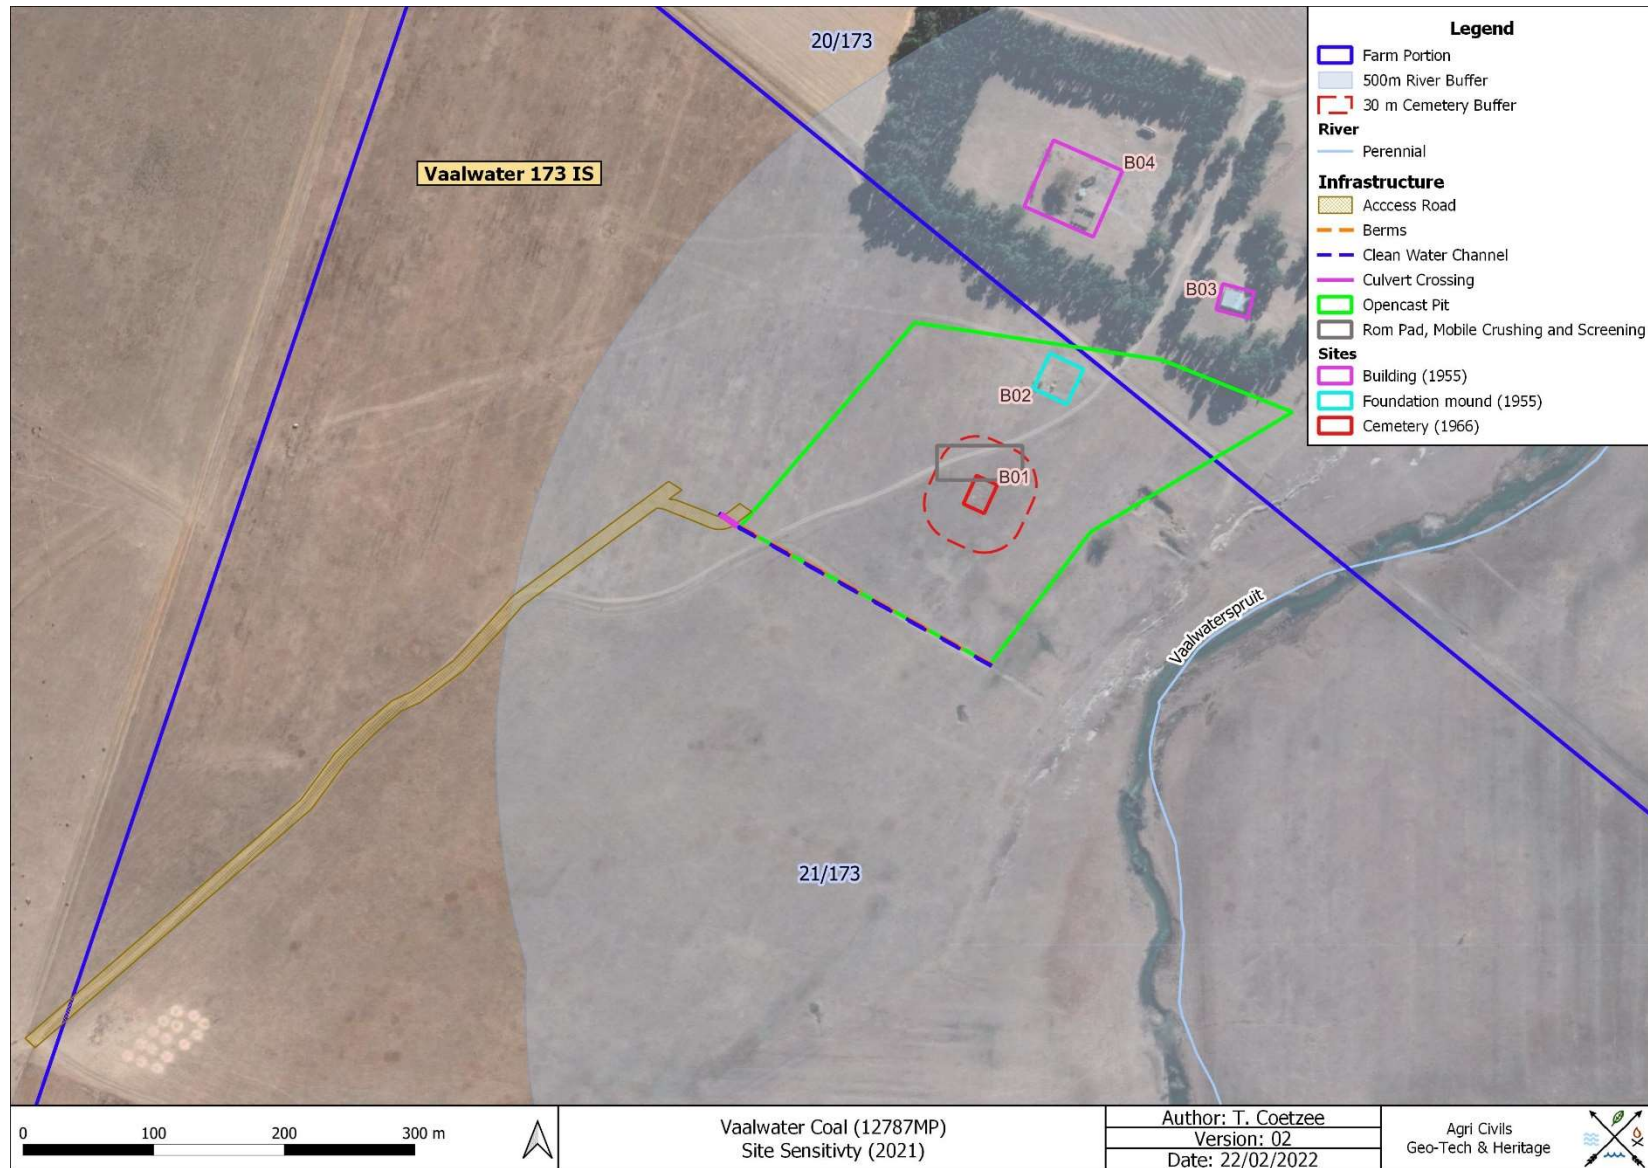 20/173
Vaalwater 173 IS
B04
B03
B02
B01
Vaalwaterspruit
21/173
Legend
Farm Portion
500m River Buffer
30 m Cemetery Buffer
River
Perennial
Infrastructure
Acccess Road
Berms
Clean Water Channel
Culvert Crossing
Opencast Pit
Rom Pad, Mobile Crushing and Screening
Sites
Building (1955)
Foundation mound (1955)
Cemetery (1966)
0 100 200 300 m
Vaalwater Coal (12787MP)
Site Sensitivty (2021)
Author: T. Coetzee
Version: 02
Date: 22/02/2022
Agri Civils
Geo-Tech & Heritage